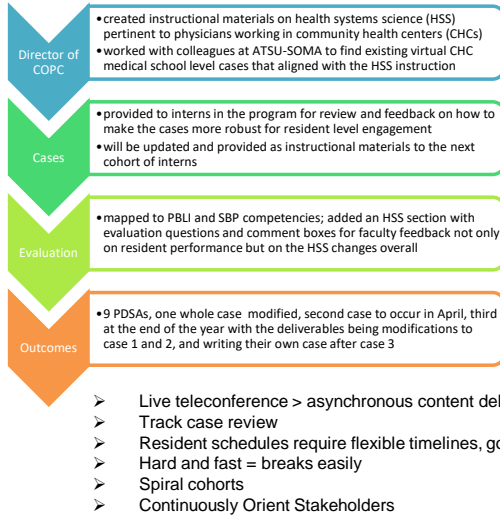 Director of
COPC
•created instructional materials on health systems science (HSS)
pertinent to physicians working in community health centers (CHCs)
•worked with colleagues at ATSU-SOMA to find existing virtual CHC
medical school level cases that aligned with the HSS instruction
Cases
•provided to interns in the program for review and feedback on how to
make the cases more robust for resident level engagement
•will be updated and provided as instructional materials to the next
cohort of interns
Evaluation
•mapped to PBLI and SBP competencies; added an HSS section with
evaluation questions and comment boxes for faculty feedback not only
on resident performance but on the HSS changes overall
Outcomes
•9 PDSAs, one whole case modified, second case to occur in April, third
at the end of the year with the deliverables being modifications to
case 1 and 2, and writing their own case after case 3
➢ Live teleconference > asynchronous content
➢ Track case review
➢ Resident schedules require flexible timelines,
➢ Hard and fast = breaks easily
➢ Spiral cohorts
➢ Continuously Orient Stakeholders